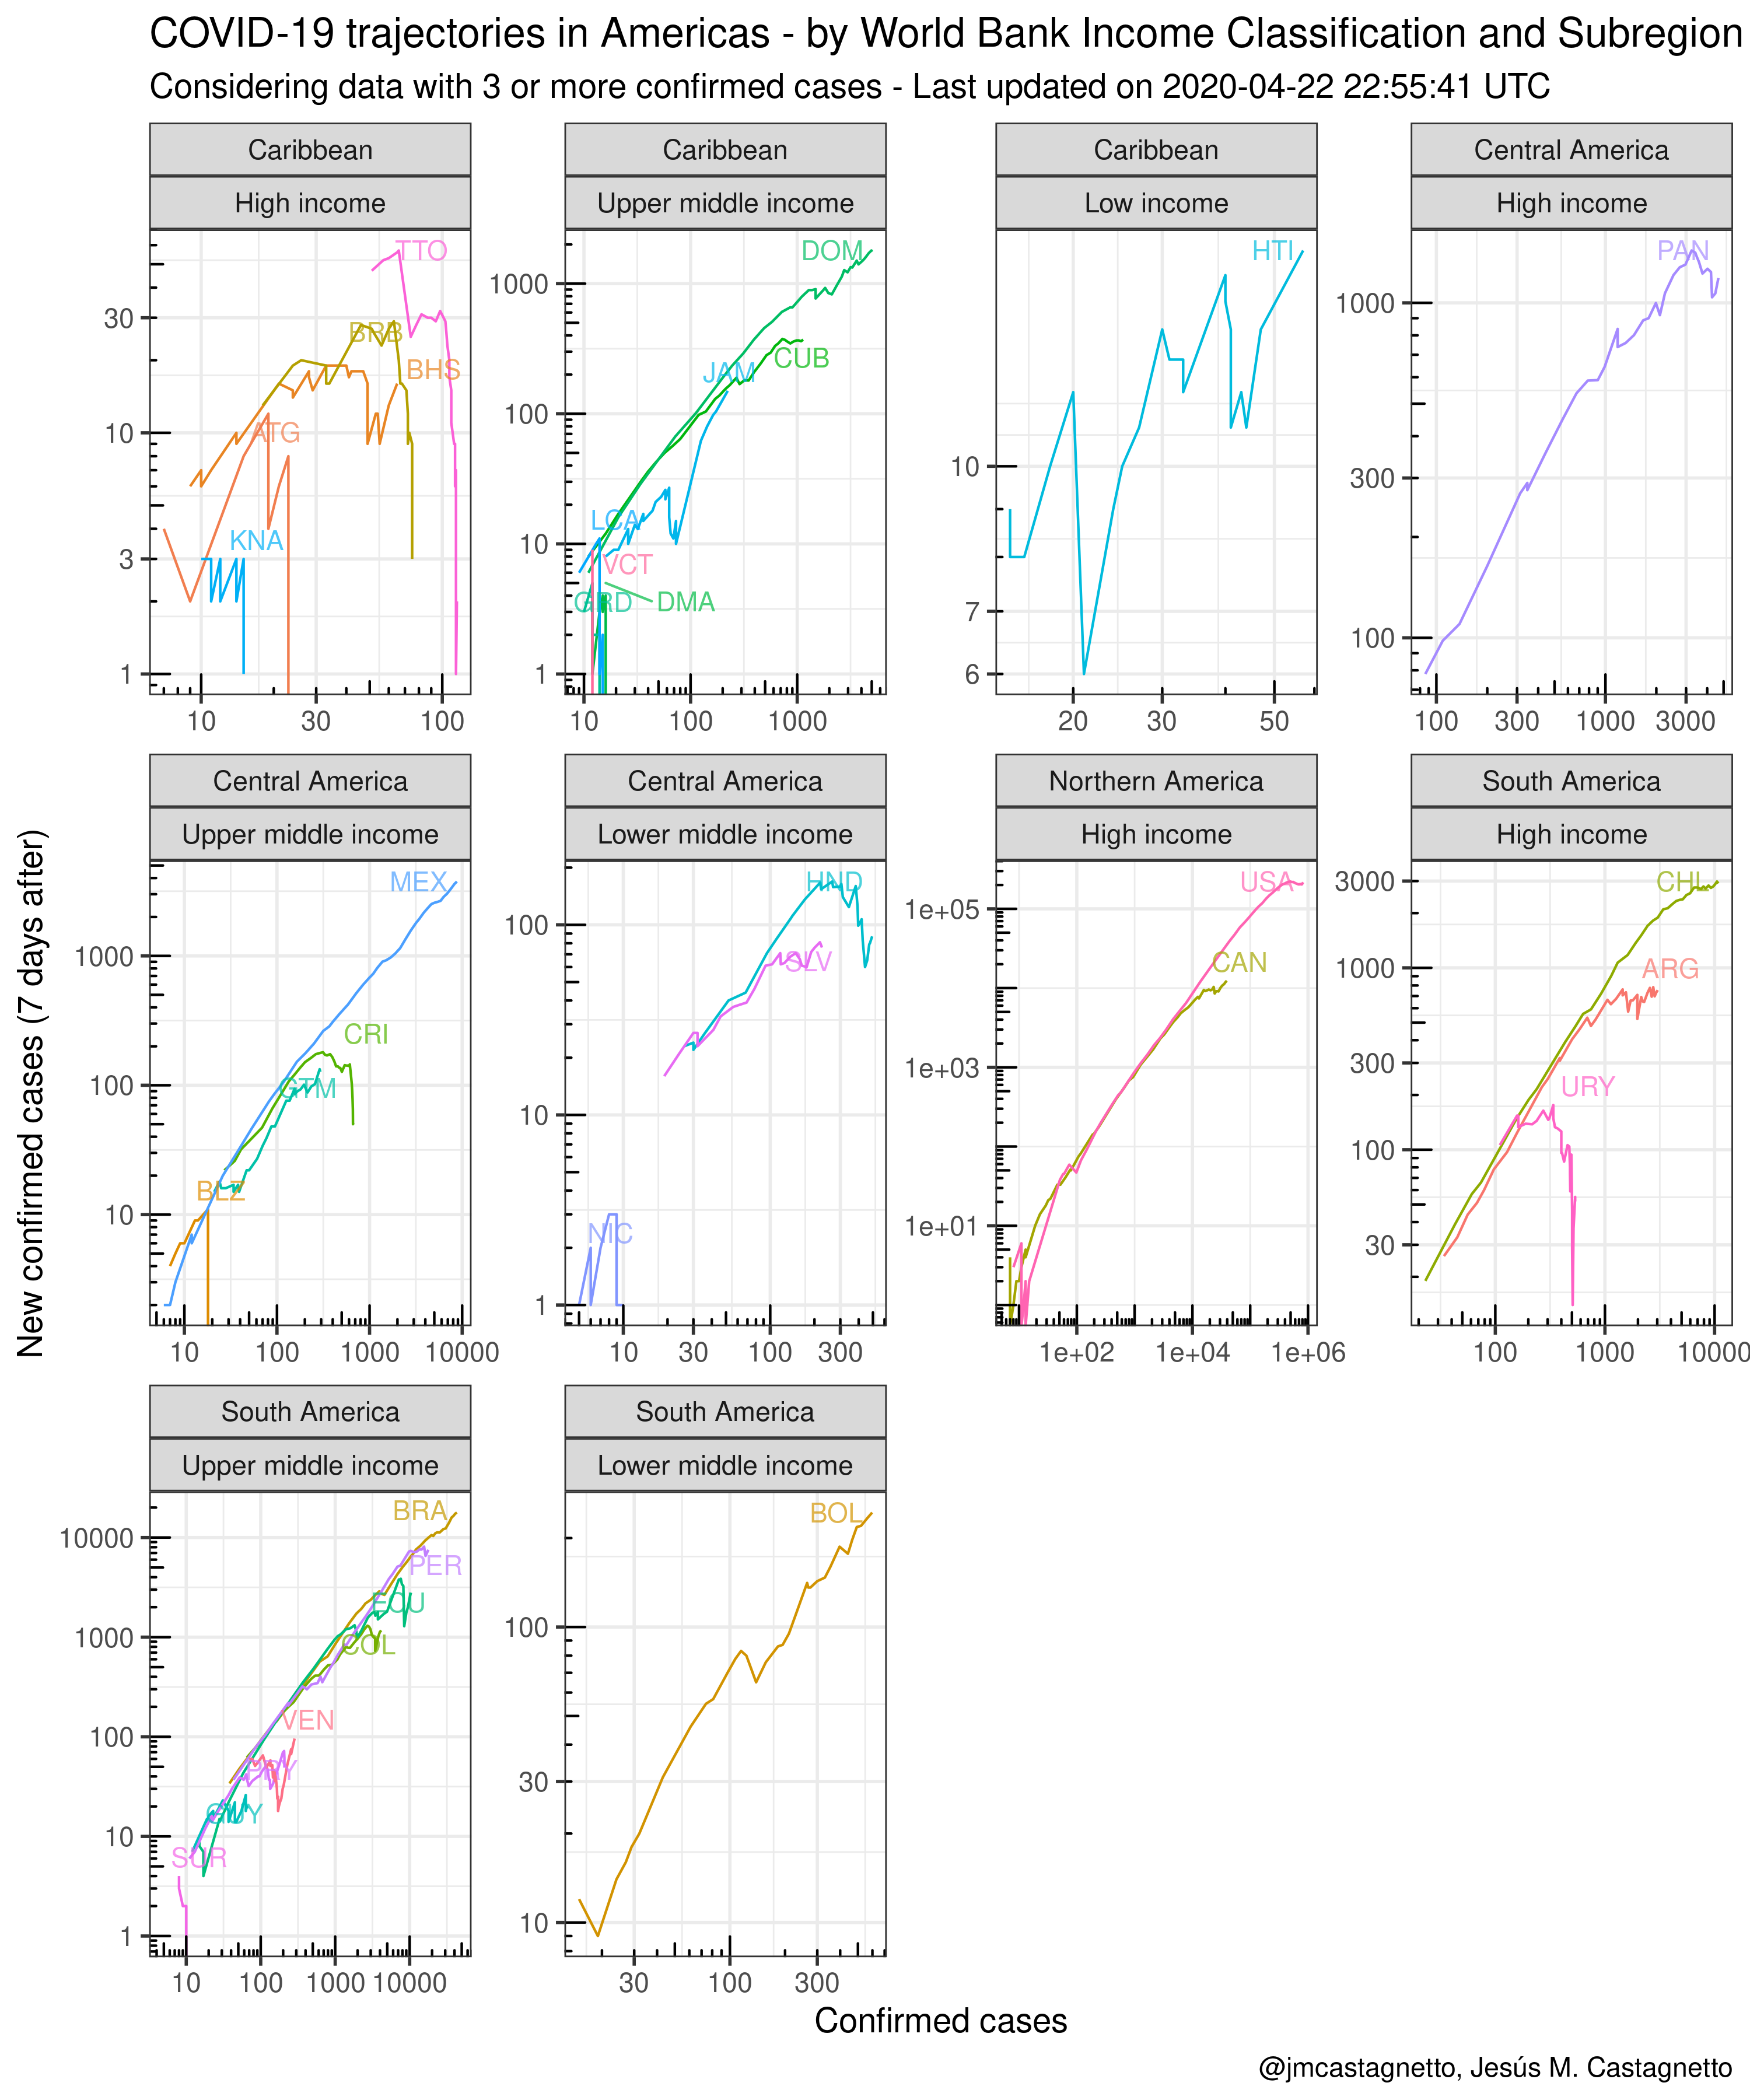 COVID-19 trajectories in Americas - by World Bank Income Classification and Subregion
Considering data with 3 or more confirmed cases - Last updated on 2020-04-22 22:55:41 UTC
New confirmed cases (7 days after)
Caribbean
High income
TTO
BRB
BHS
ATG
KNA
30
10
3
1
10 30 100
Caribbean
Upper middle income
DOM
CUB
JAM
LCA
VCT
GRD
DMA
1000
100
10
1
10 100 1000
Caribbean
Low income
HTI
10
7
6
20 30 50
Central America
High income
PAN
1000
300
100
100 300 1000 3000
Central America
Upper middle income
MEX
CRI
GTM
BLZ
1000
100
10
10 100 1000 10000
Central America
Lower middle income
HND
SLV
NIC
100
10
1
10 30 100 300
Northern America
High income
USA
CAN
1e+05
1e+03
1e+01
1e+02 1e+04 1e+06
South America
High income
CHL
ARG
URY
3000
1000
300
100
30
100 1000 10000
South America
Upper middle income
BRA
PER
ECU
COL
VEN
PRY
GUY
SUR
10000
1000
100
10
1
10 100 1000 10000
South America
Lower middle income
BOL
100
30
10
30 100 300
Confirmed cases
@jmcastagnetto, Jesús M. Castagnetto